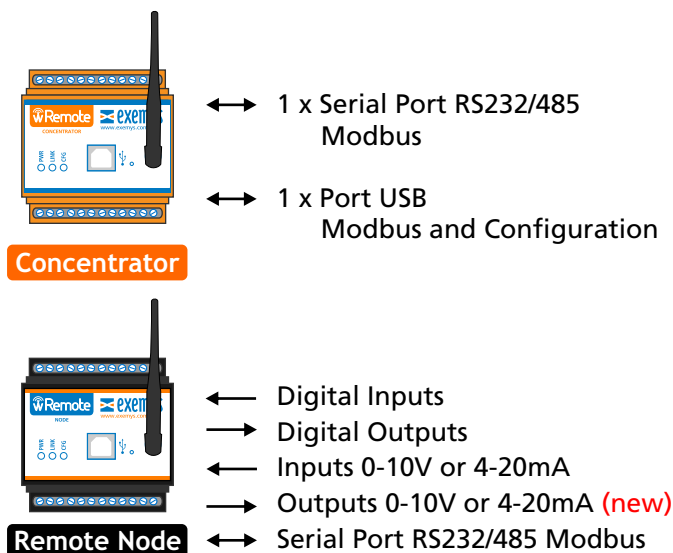 wRemote exemys
CONCENTRATOR www.exemys.com
PWR
LINK
CFG
1 x Serial Port RS232/485
Modbus
1 x Port USB
Modbus and Configuration
Concentrator
wRemote exemys
NODE www.exemys.com
PWR
LINK
CFG
Digital Inputs
Digital Outputs
Inputs 0-10V or 4-20mA
Outputs 0-10V or 4-20mA (new)
Remote Node
Serial Port RS232/485 Modbus